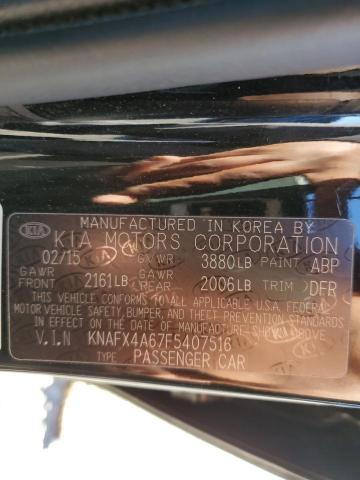 MANUFACTURED IN KOREA BY
KIA KIA MOTORS CORPORATION
02/15 GVWR 3880LB PAINT ABP
GAWR GAWR
FRONT 2161LB REAR 2006LB TRIM DFR
THIS VEHICLE CONFORMS TO ALL APPLICABLE U.S.A. FEDERAL
MOTOR VEHICLE SAFETY, BUMPER, AND THEFT PREVENTION STANDARDS
IN EFFECT ON THE DATE OF MANUFACTURE SHOWN ABOVE.
V.I.N KNAFX4A67F5407516
TYPE PASSENGER CAR